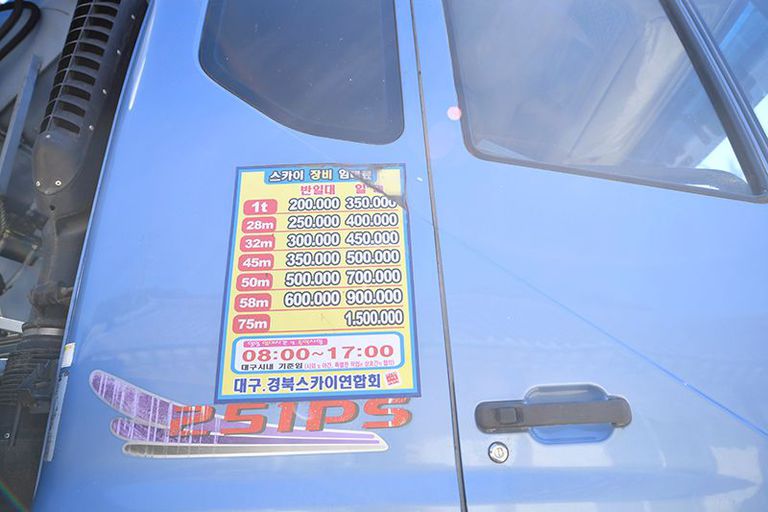 스카이 장비 임대료
반일대 일
1t 200.000 350.000
28m 250.000 400.000
32m 300.000 450.000
45m 350.000 500.000
50m 500.000 700.000
58m 600.000 900.000
75m 1.500.000
08:00~17:00
대구시내 기준임
대구.경북스카이연합회
251PS